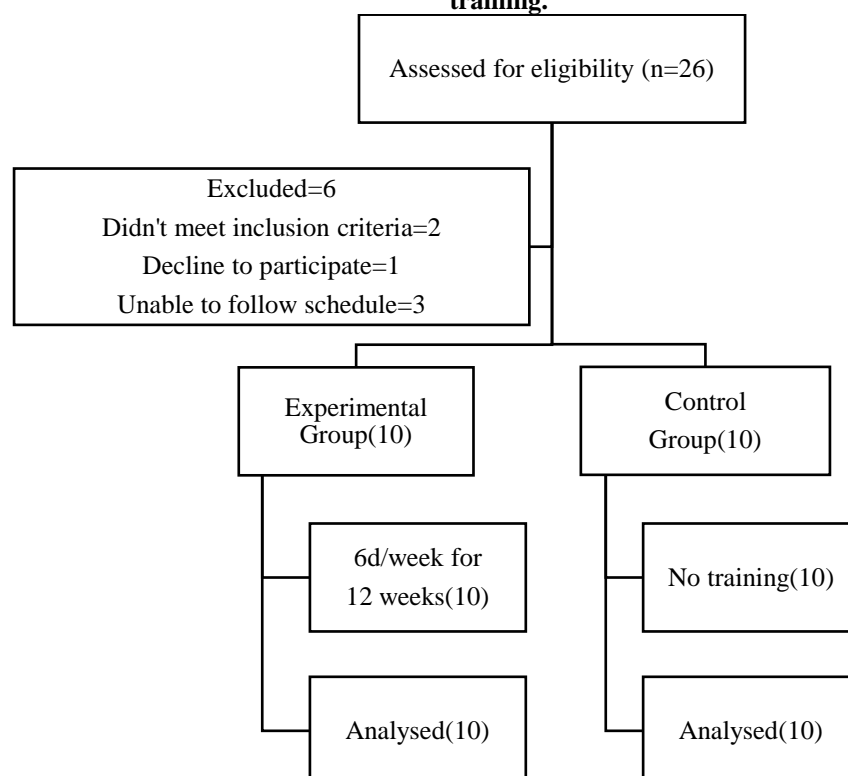 training.
Assessed for eligibility (n=26)
Excluded=6
Didn't meet inclusion criteria=2
Decline to participate=1
Unable to follow schedule=3
Experimental
Group(10)
Control
Group(10)
6d/week for
12 weeks(10)
No training(10)
Analysed(10)
Analysed(10)